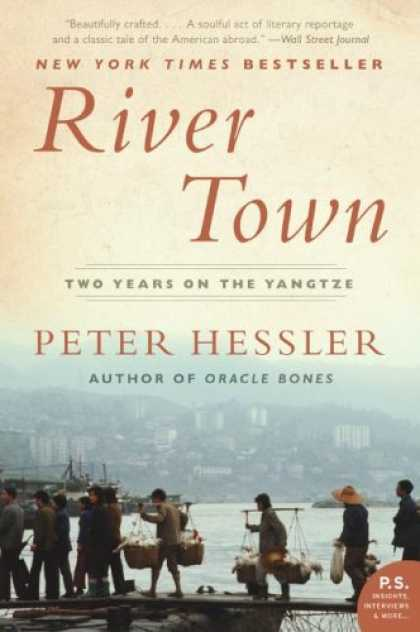 "Beautifully crafted. . . . A soulful act of literary reportage
and a classic tale of the American abroad." —Wall Street Journal
NEW YORK TIMES BESTSELLER
River
Town
TWO YEARS ON THE YANGTZE
PETER HESSLER
AUTHOR OF ORACLE BONES
P.S.
INSIGHTS,
INTERVIEWS
& MORE...